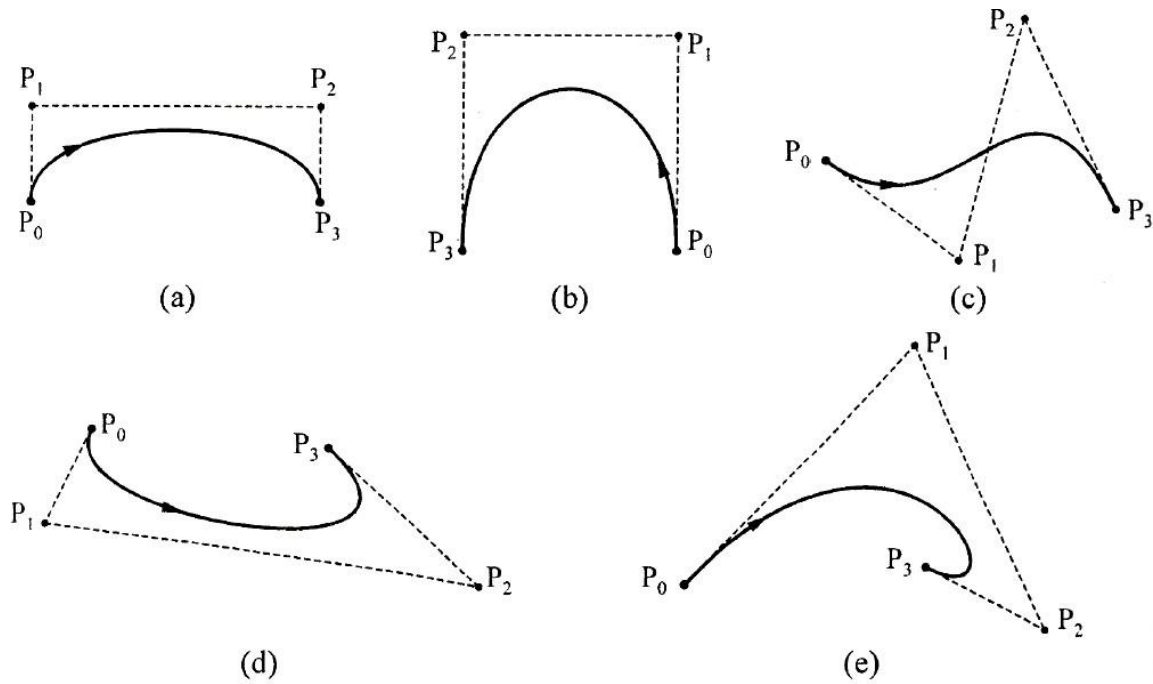 P₁ P₂
P₀ P₃
(a)
P₂ P₁
P₃ P₀
(b)
P₂
P₀
P₃
P₁
(c)
P₀ P₃
P₁
P₂
(d)
P₁
P₀ P₃
P₂
(e)